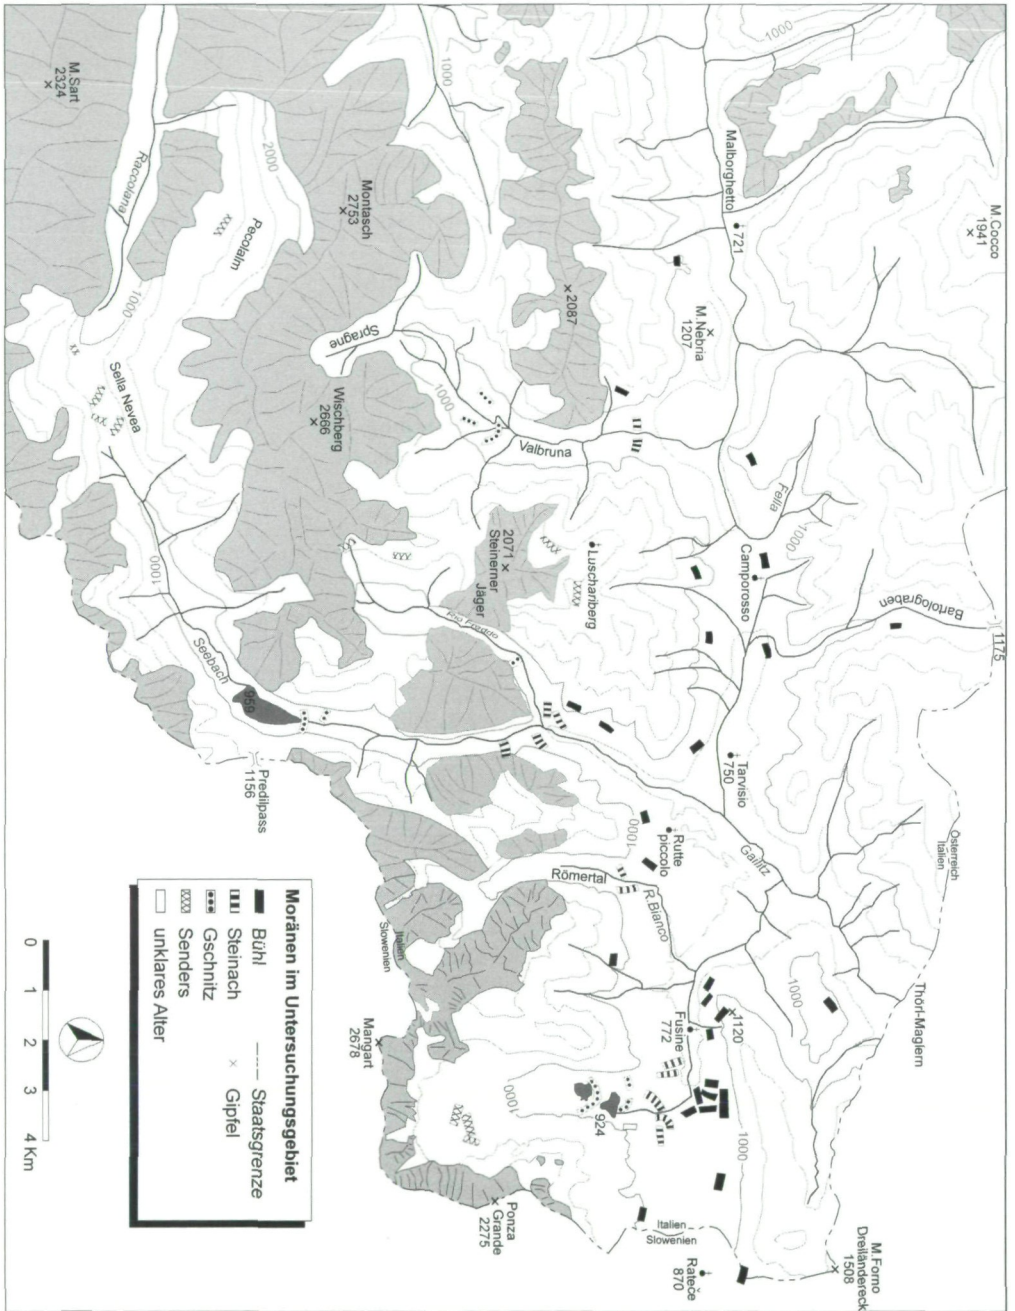 M.Cocco
1941
1000
Malborghetto
721
M.Nebria
1207
2087
1000
Montasch
2753
M.Sart
2324
Raccolana
2000
Pecolalm
1000
Sella Nevea
Spragne
1000
Wischberg
2666
Valbruna
Fella
1000
Camporosso
Luschariberg
2071
Steinerner
Jäger
Bartolograben
1175
1000
Seebach
959
Predilpass
1156
Tarvisio
750
Rutte
piccolo
1000
Gailitz
Österreich
Italien
Thörl-Maglern
1000
Römertal
R.Bianco
Italien
Slowenien
Mangart
2678
1120
Fusine
772
924
1000
1000
Ponza
Grande
2275
Italien
Slowenien
M.Forno
Dreiländereck
1508
Rateče
870
Moränen im Untersuchungsgebiet
Bühl
Staatsgrenze
Steinach
Gipfel
Gschnitz
Senders
unklares Alter
0 1 2 3 4 Km